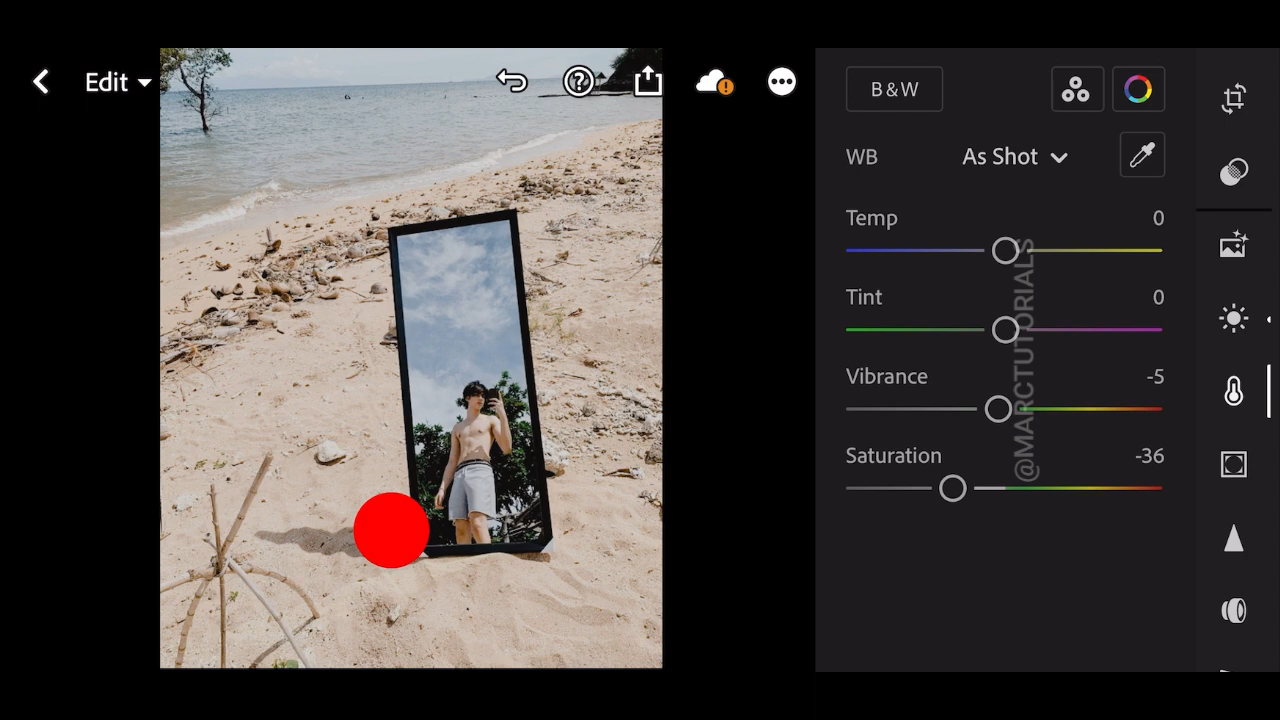 Edit
B&W
WB As Shot
Temp 0
Tint 0
Vibrance -5
Saturation -36
@MARCTUTORIALS